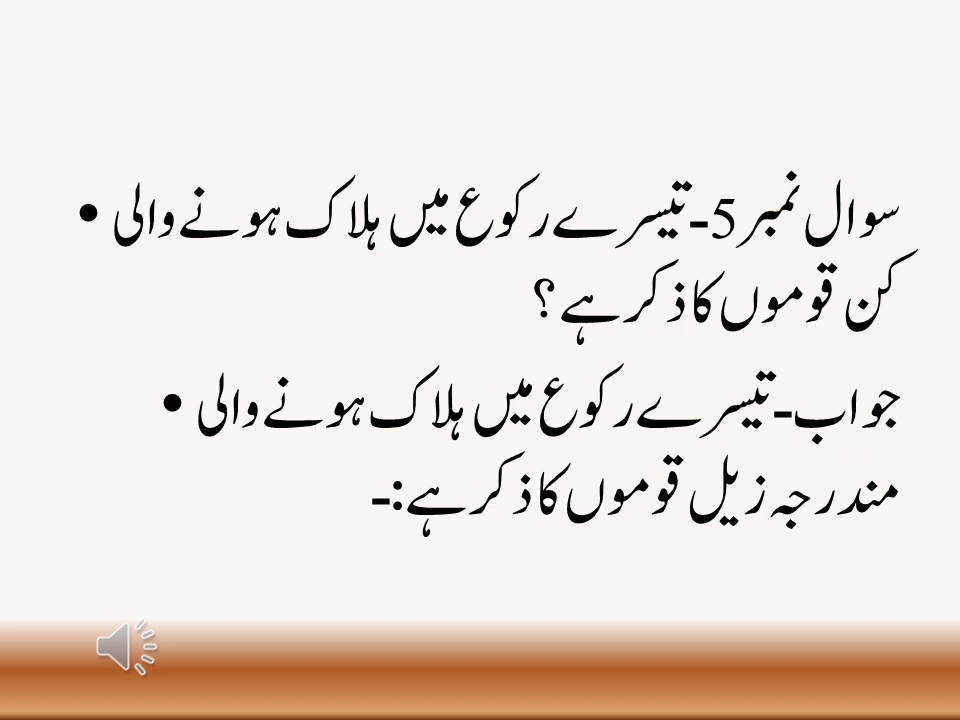 سوال نمبر 5-تیسرے رکوع میں ہلاک ہونے والی •
کن قوموں کا ذکر ہے ؟
جواب-تیسرے رکوع میں ہلاک ہونے والی •
مندرجہ زیل قوموں کا ذکر ہے:-